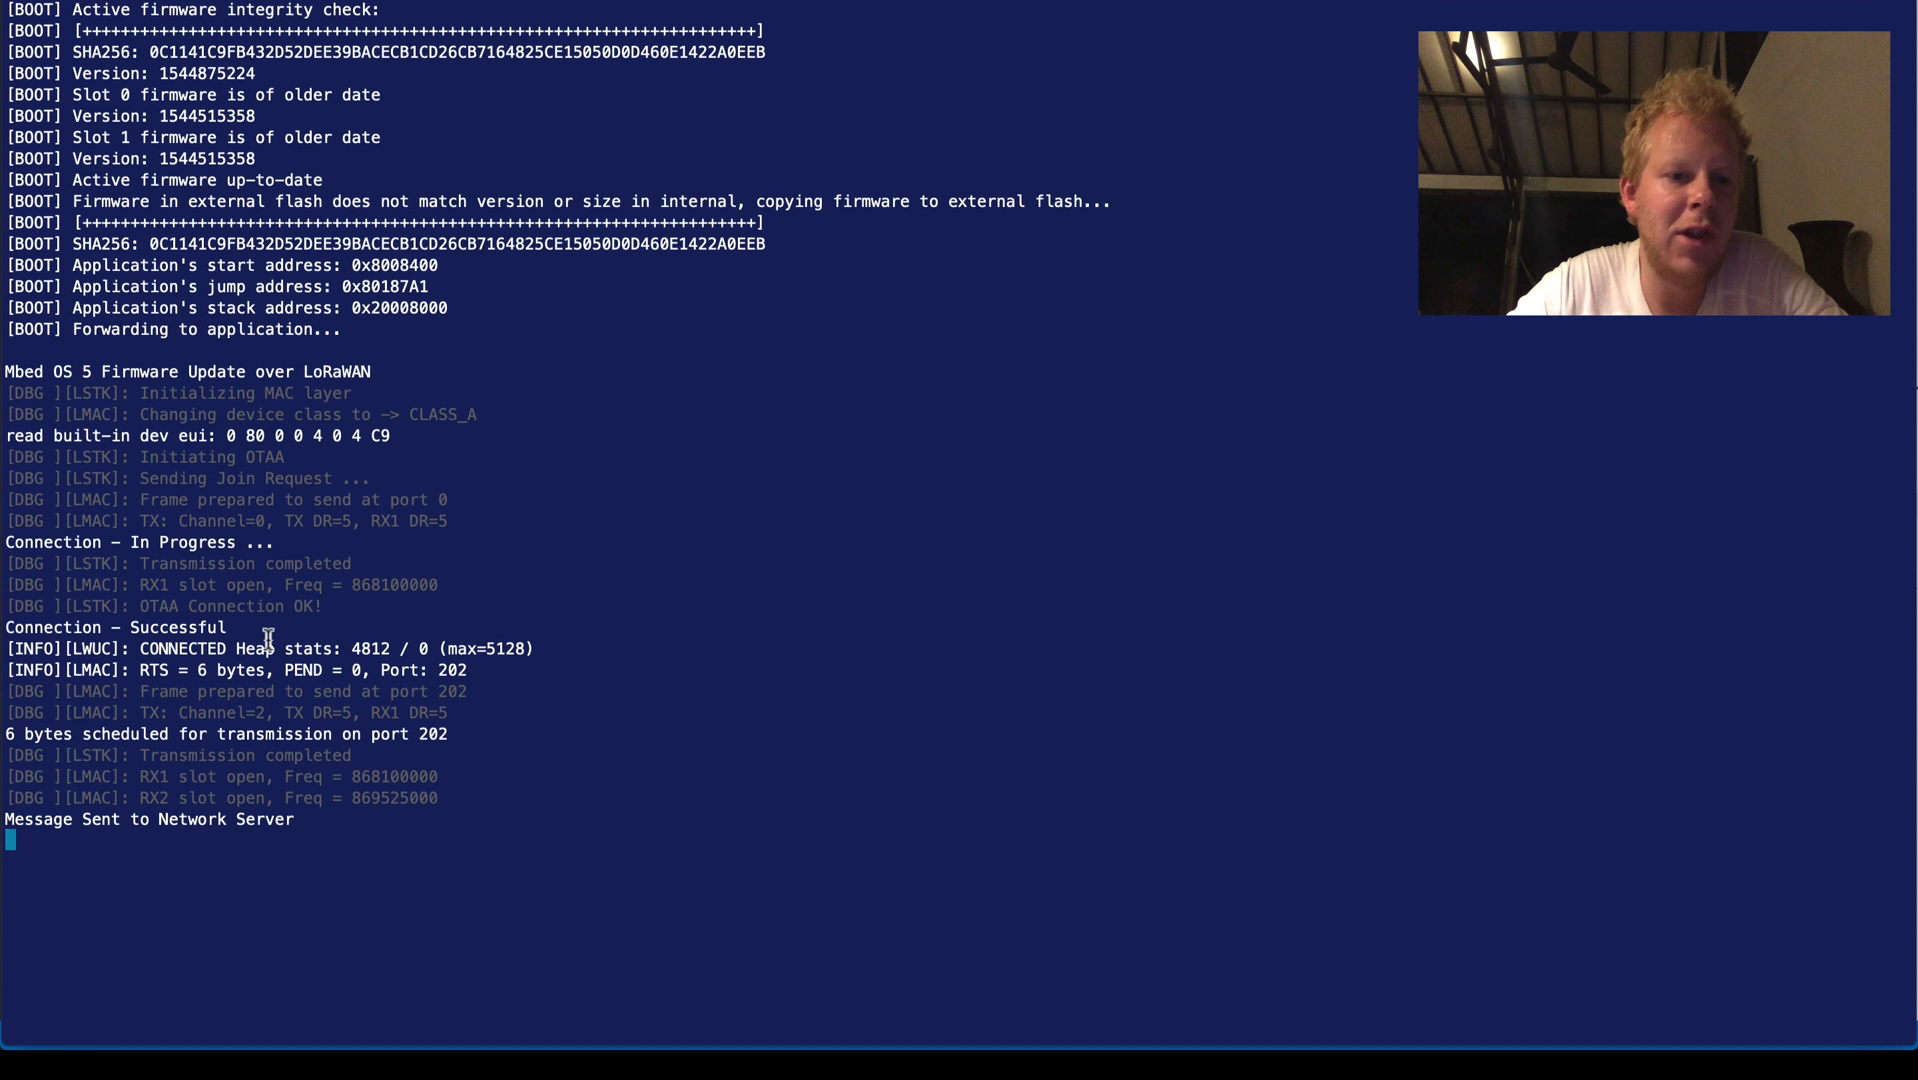 [BOOT] Active firmware integrity check:
[BOOT] [++++++++++++++++++++++++++++++++++++++++++++++++++++++++++++++++++++++]
[BOOT] SHA256: 0C1141C9FB432D52DEE39BACECB1CD26CB7164825CE15050D0D460E1422A0EEB
[BOOT] Version: 1544875224
[BOOT] Slot 0 firmware is of older date
[BOOT] Version: 1544515358
[BOOT] Slot 1 firmware is of older date
[BOOT] Version: 1544515358
[BOOT] Active firmware up-to-date
[BOOT] Firmware in external flash does not match version or size in internal, copying firmware to external flash...
[BOOT] [++++++++++++++++++++++++++++++++++++++++++++++++++++++++++++++++++++++]
[BOOT] SHA256: 0C1141C9FB432D52DEE39BACECB1CD26CB7164825CE15050D0D460E1422A0EEB
[BOOT] Application's start address: 0x8008400
[BOOT] Application's jump address: 0x80187A1
[BOOT] Application's stack address: 0x20008000
[BOOT] Forwarding to application...
Mbed OS 5 Firmware Update over LoRaWAN
[DBG ][LSTK]: Initializing MAC layer
[DBG ][LMAC]: Changing device class to -> CLASS_A
read built-in dev eui: 0 80 0 0 4 0 4 C9
[DBG ][LSTK]: Initiating OTAA
[DBG ][LSTK]: Sending Join Request ...
[DBG ][LMAC]: Frame prepared to send at port 0
[DBG ][LMAC]: TX: Channel=0, TX DR=5, RX1 DR=5
Connection - In Progress ...
[DBG ][LSTK]: Transmission completed
[DBG ][LMAC]: RX1 slot open, Freq = 868100000
[DBG ][LSTK]: OTAA Connection OK!
Connection - Successful
[INFO][LWUC]: CONNECTED Heap stats: 4812 / 0 (max=5128)
[INFO][LMAC]: RTS = 6 bytes, PEND = 0, Port: 202
[DBG ][LMAC]: Frame prepared to send at port 202
[DBG ][LMAC]: TX: Channel=2, TX DR=5, RX1 DR=5
6 bytes scheduled for transmission on port 202
[DBG ][LSTK]: Transmission completed
[DBG ][LMAC]: RX1 slot open, Freq = 868100000
[DBG ][LMAC]: RX2 slot open, Freq = 869525000
Message Sent to Network Server